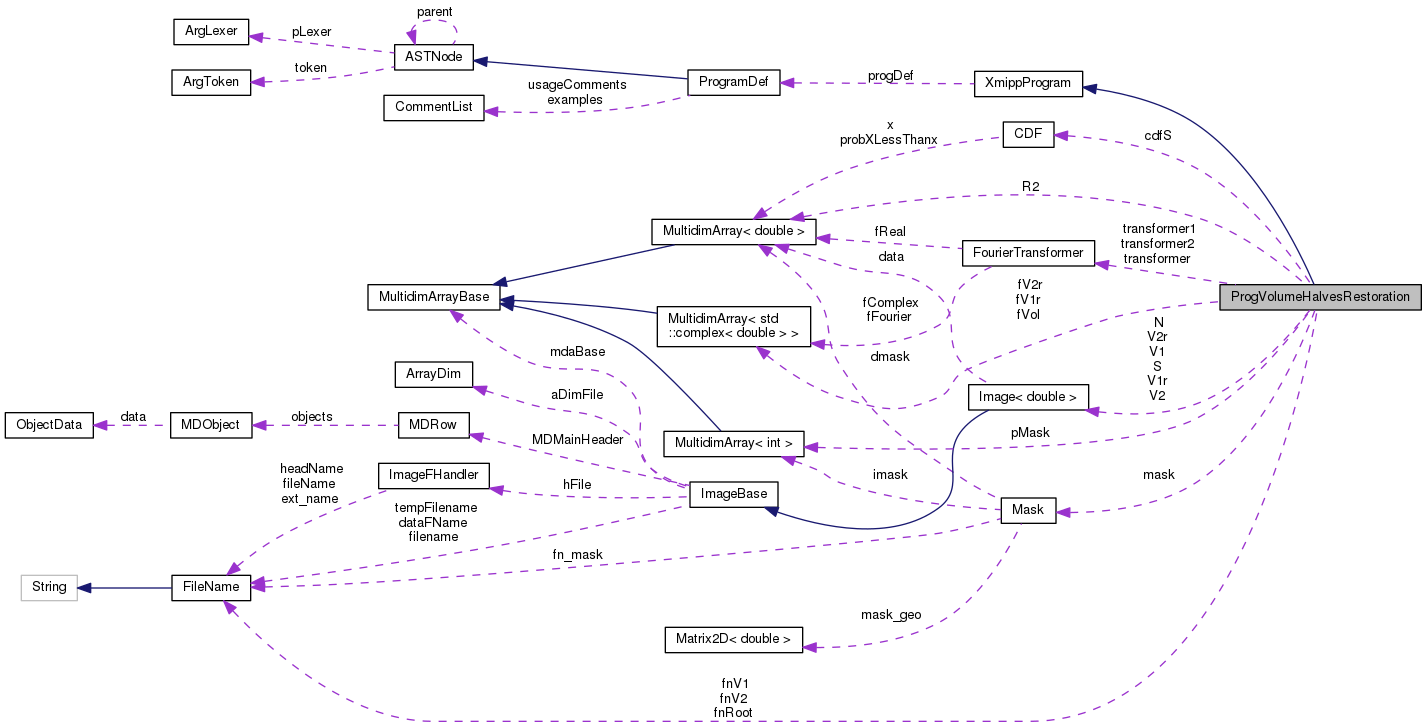 parent
ArgLexer
pLexer
ASTNode
token
ArgToken
usageComments
examples
CommentList
ProgramDef
progDef
XmippProgram
x
probXLessThanx
CDF
cdfS
R2
MultidimArray< double >
fReal
data
FourierTransformer
transformer1
transformer2
transformer
MultidimArrayBase
ProgVolumeHalvesRestoration
MultidimArray< std
::complex< double > >
fComplex
fFourier
fV2r
fV1r
fVol
N
V2r
V1
S
V1r
V2
mdaBase
dmask
ArrayDim
aDimFile
Image< double >
ObjectData
data
MDObject
objects
MDRow
MDMainHeader
MultidimArray< int >
pMask
headName
fileName
ext_name
ImageFHandler
hFile
ImageBase
imask
mask
Mask
tempFilename
dataFName
filename
fn_mask
String
FileName
mask_geo
Matrix2D< double >
fnV1
fnV2
fnRoot